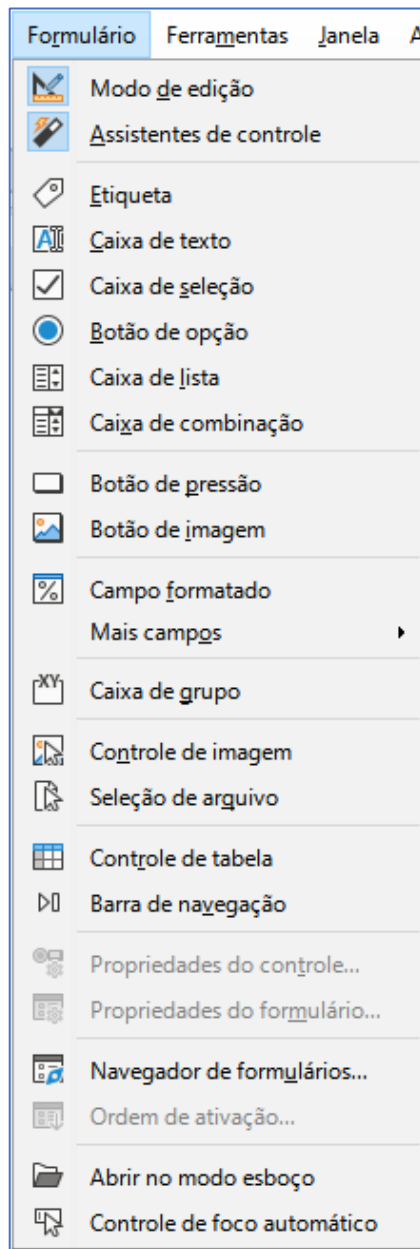 Formulário Ferramentas Janela A
Modo de edição
Assistentes de controle
Etiqueta
Caixa de texto
Caixa de seleção
Botão de opção
Caixa de lista
Caixa de combinação
Botão de pressão
Botão de imagem
Campo formatado
Mais campos
Caixa de grupo
Controle de imagem
Seleção de arquivo
Controle de tabela
Barra de navegação
Propriedades do controle...
Propriedades do formulário...
Navegador de formulários...
Ordem de ativação...
Abrir no modo esboço
Controle de foco automático